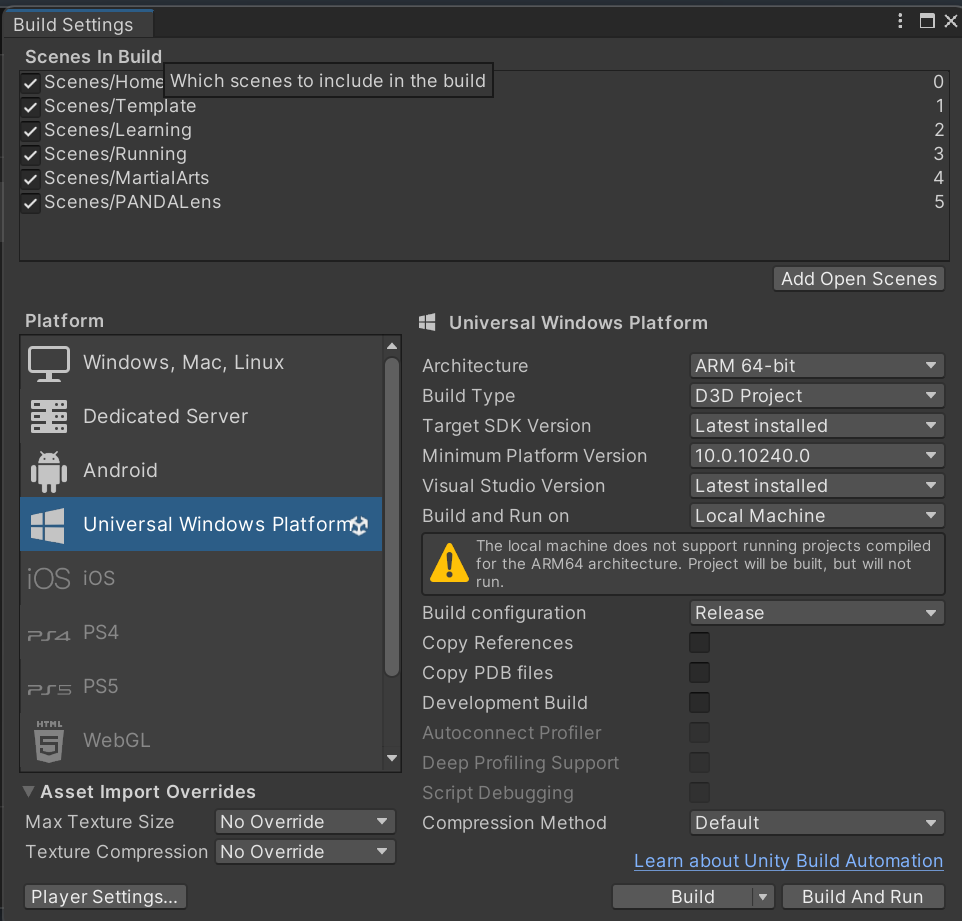 Build Settings
Scenes In Build
Which scenes to include in the build
Scenes/Home 0
Scenes/Template 1
Scenes/Learning 2
Scenes/Running 3
Scenes/MartialArts 4
Scenes/PANDALens 5
Add Open Scenes
Platform
Windows, Mac, Linux
Dedicated Server
Android
Universal Windows Platform
iOS iOS
PS4 PS4
PS5 PS5
HTML 5 WebGL
Universal Windows Platform
Architecture ARM 64-bit
Build Type D3D Project
Target SDK Version Latest installed
Minimum Platform Version 10.0.10240.0
Visual Studio Version Latest installed
Build and Run on Local Machine
The local machine does not support running projects compiled
for the ARM64 architecture. Project will be built, but will not
run.
Build configuration Release
Copy References
Copy PDB files
Development Build
Autoconnect Profiler
Deep Profiling Support
Script Debugging
Compression Method Default
Asset Import Overrides
Max Texture Size No Override
Texture Compression No Override
Learn about Unity Build Automation
Player Settings... Build Build And Run